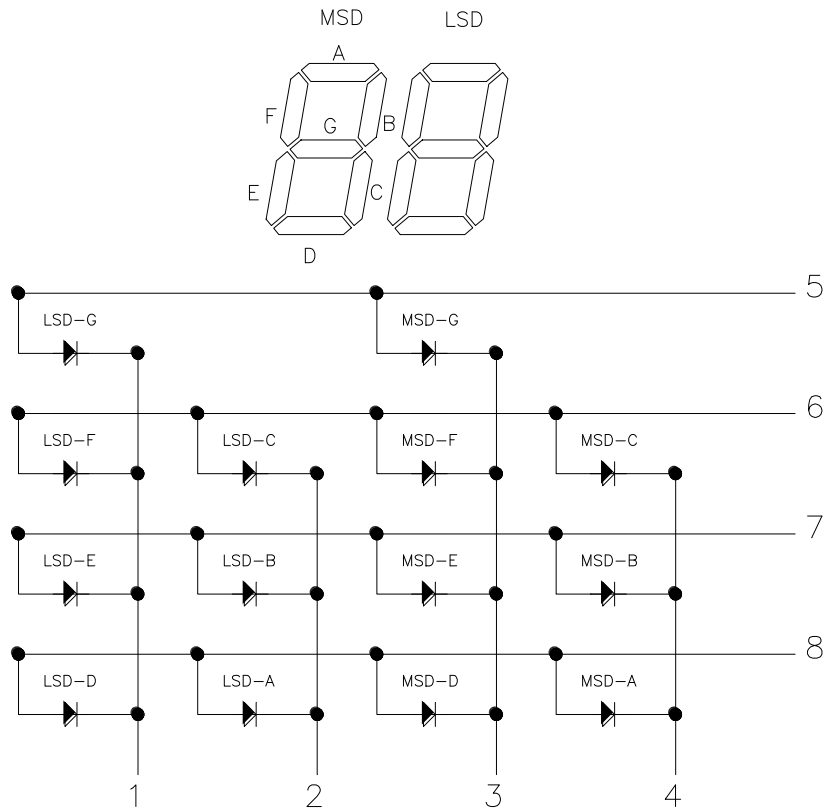 MSD LSD
A
F B
G
E C
D
5
LSD-G MSD-G
6
LSD-F LSD-C MSD-F MSD-C
7
LSD-E LSD-B MSD-E MSD-B
8
LSD-D LSD-A MSD-D MSD-A
1 2 3 4